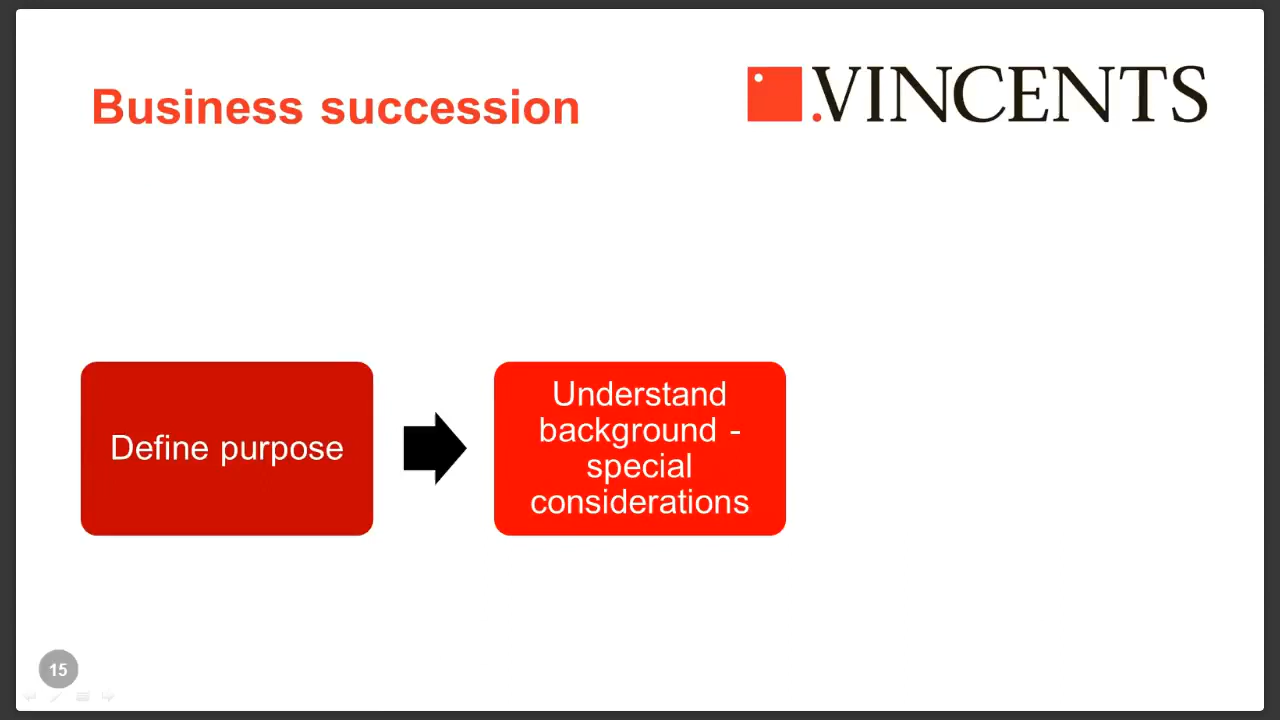 Business succession
.VINCENTS
Define purpose
Understand
background -
special
considerations
15